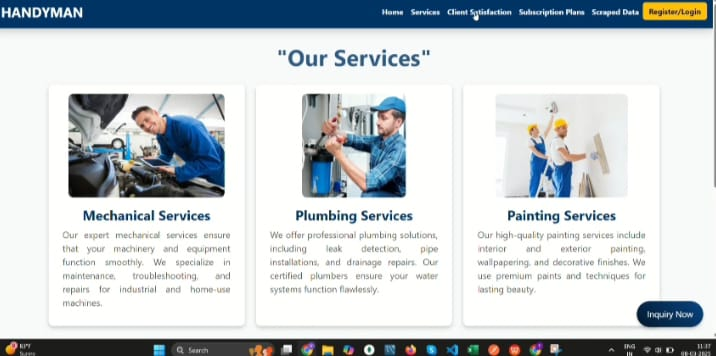 HANDYMAN
Home Services Client Satisfaction Subscription Plans Scraped Data Register/Login
"Our Services"
Mechanical Services
Our expert mechanical services ensure
that your machinery and equipment
function smoothly. We specialize in
maintenance, troubleshooting, and
repairs for industrial and home-use
machines.
Plumbing Services
We offer professional plumbing solutions,
including leak detection, pipe
installations, and drainage repairs. Our
certified plumbers ensure your water
systems function flawlessly.
Painting Services
Our high-quality painting services include
interior and exterior painting,
wallpapering, and decorative finishes. We
use premium paints and techniques for
lasting beauty.
Inquiry Now
Sunny
Search
ENG
IN
11:37